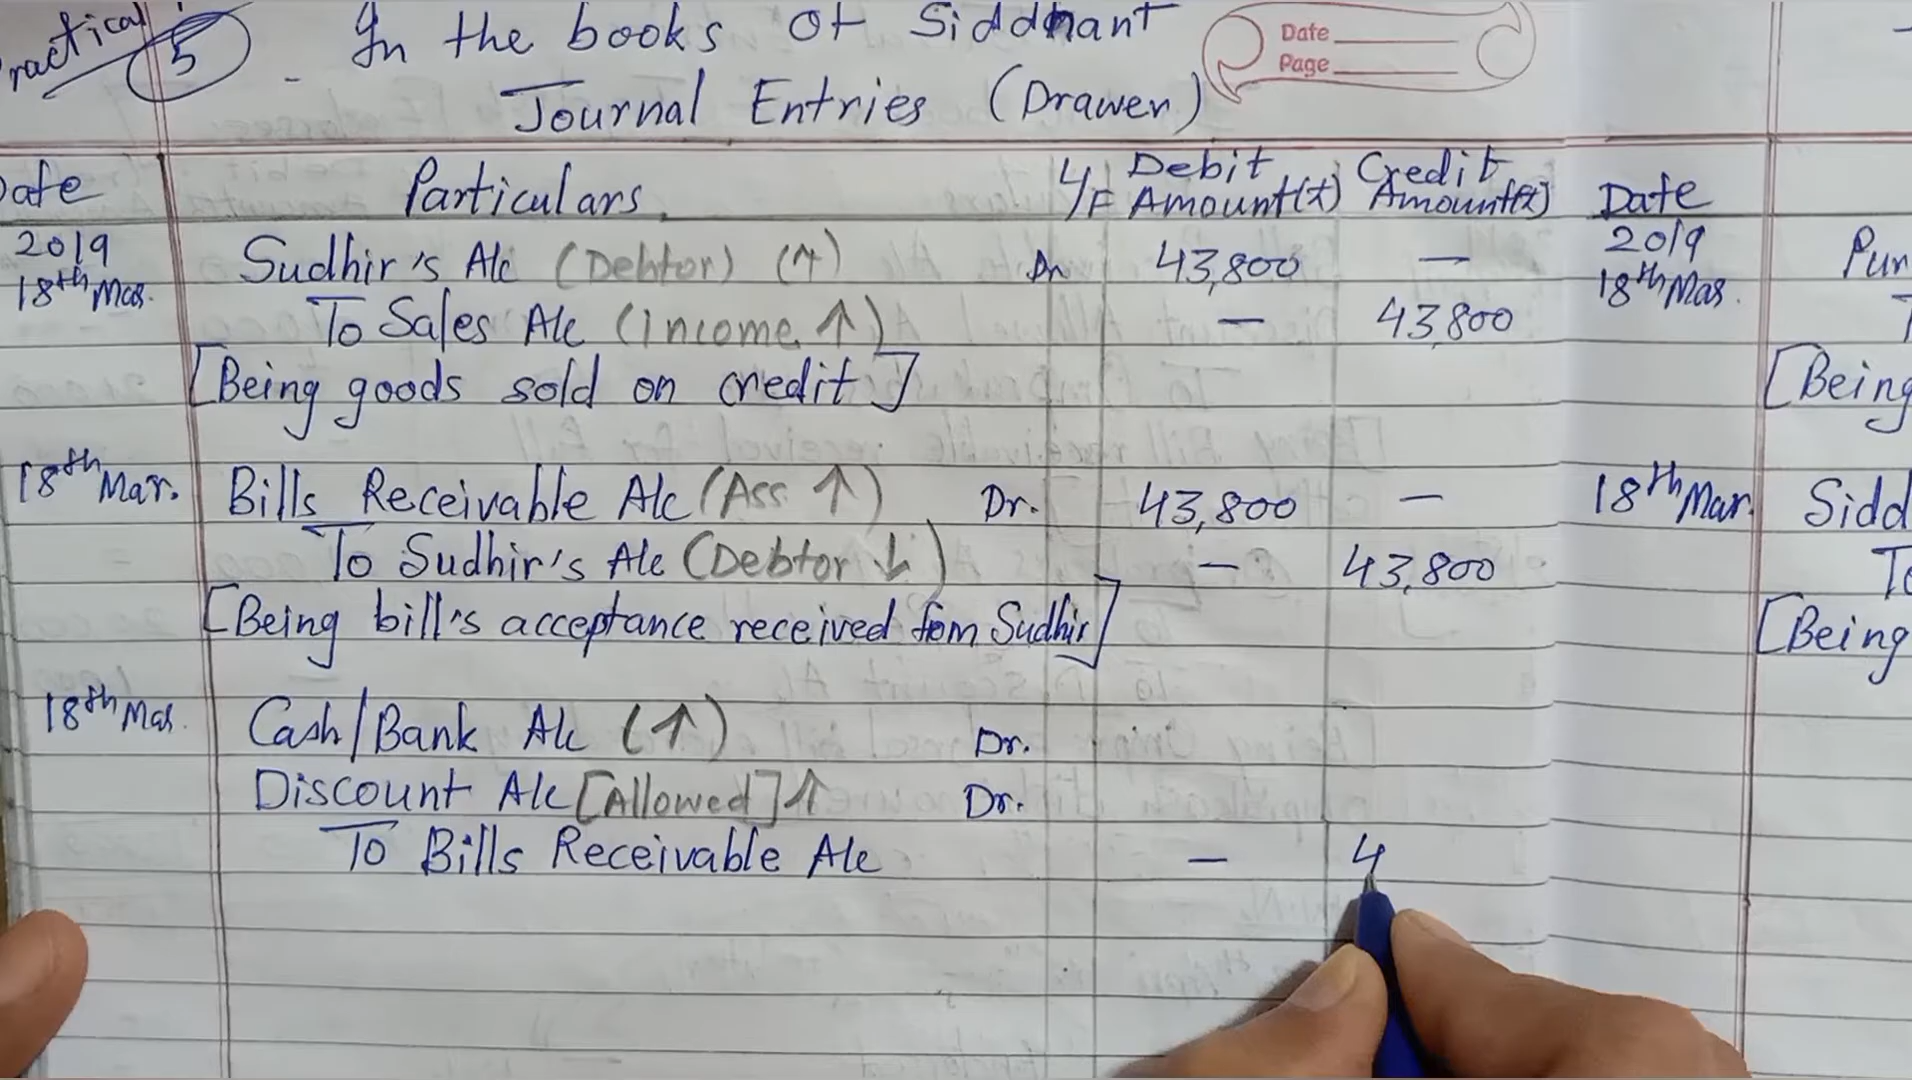 Practical
5
In the books of Siddhant
Journal Entries (Drawer)
Date
Page
Date Particulars L/F Debit Amount(₹) Credit Amount(₹) Date
2019 2019
18th Mar. Sudhir's A/c (Debtor) (↑) Dr 43,800 — 18th Mar.
To Sales A/c (Income ↑) — 43,800
[Being goods sold on credit] [Being
18th Mar. Bills Receivable A/c (Ass ↑) Dr. 43,800 — 18th Mar. Sidd
To Sudhir's A/c (Debtor ↓) — 43,800 To
[Being bill's acceptance received from Sudhir] [Being
18th Mar. Cash/Bank A/c (↑) Dr.
Discount A/c [Allowed] ↑ Dr.
To Bills Receivable A/c — 4